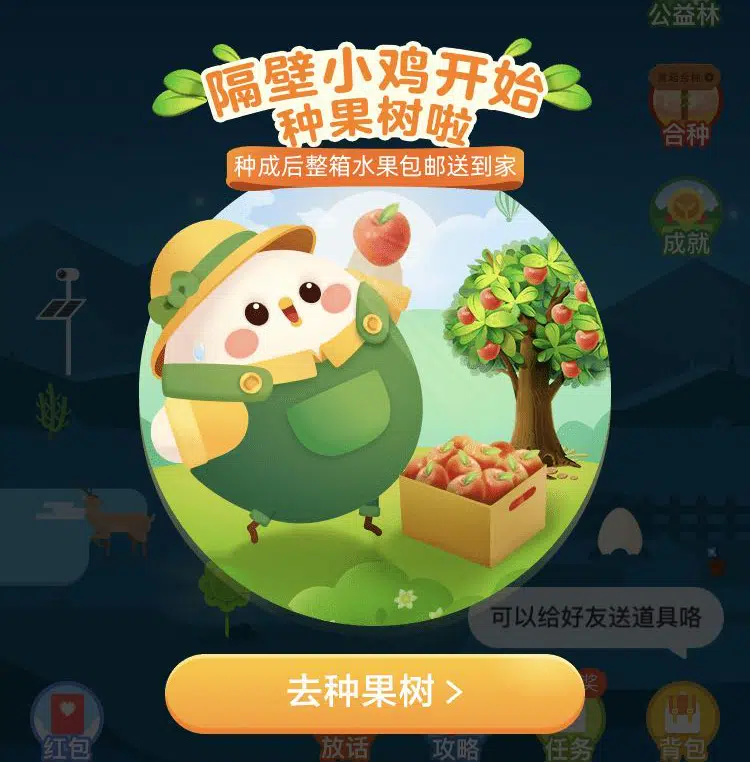 公益林
隔壁小鸡开始
种果树啦
种成后整箱水果包邮送到家
合种
成就
可以给好友送道具咯
去种果树 >
奖
红包
放话
攻略
任务
背包